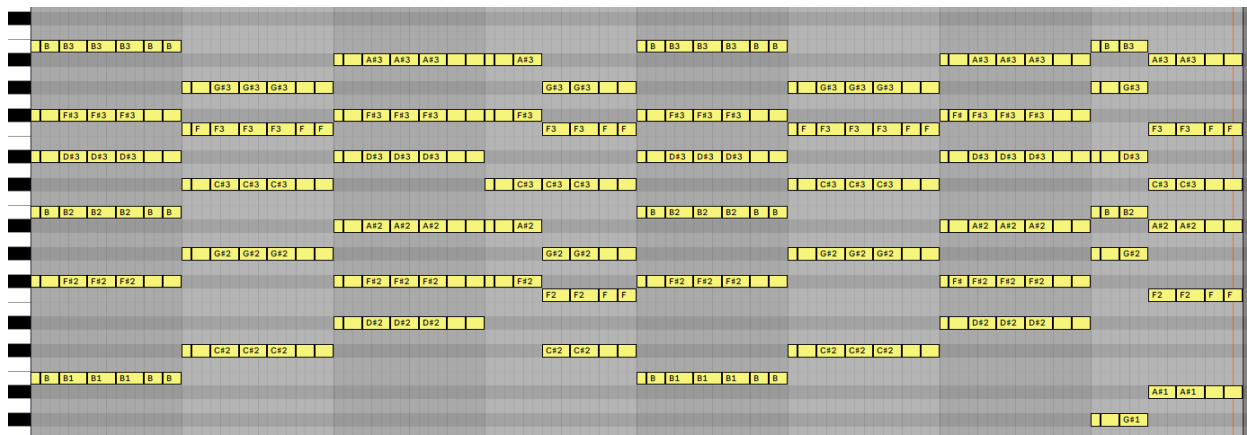 B B3 B3 B3 B B B B3 B3 B3 B B B B3
A#3 A#3 A#3 A#3 A#3 A#3 A#3 A#3 A#3
G#3 G#3 G#3 G#3 G#3 G#3 G#3 G#3 G#3
F#3 F#3 F#3 F#3 F#3 F#3 F#3 F#3 F#3 F#3 F# F#3 F#3 F#3
F F3 F3 F3 F F F3 F3 F F F F3 F3 F3 F F F3 F3 F F
D#3 D#3 D#3 D#3 D#3 D#3 D#3 D#3 D#3 D#3 D#3 D#3 D#3
C#3 C#3 C#3 C#3 C#3 C#3 C#3 C#3 C#3 C#3 C#3
B B2 B2 B2 B B B B2 B2 B2 B B B B2
A#2 A#2 A#2 A#2 A#2 A#2 A#2 A#2 A#2
G#2 G#2 G#2 G#2 G#2 G#2 G#2 G#2 G#2
F#2 F#2 F#2 F#2 F#2 F#2 F#2 F#2 F#2 F#2 F# F#2 F#2 F#2
F2 F2 F F F2 F2 F F
D#2 D#2 D#2 D#2 D#2 D#2
C#2 C#2 C#2 C#2 C#2 C#2 C#2 C#2
B B1 B1 B1 B B B B1 B1 B1 B B
A#1 A#1
G#1